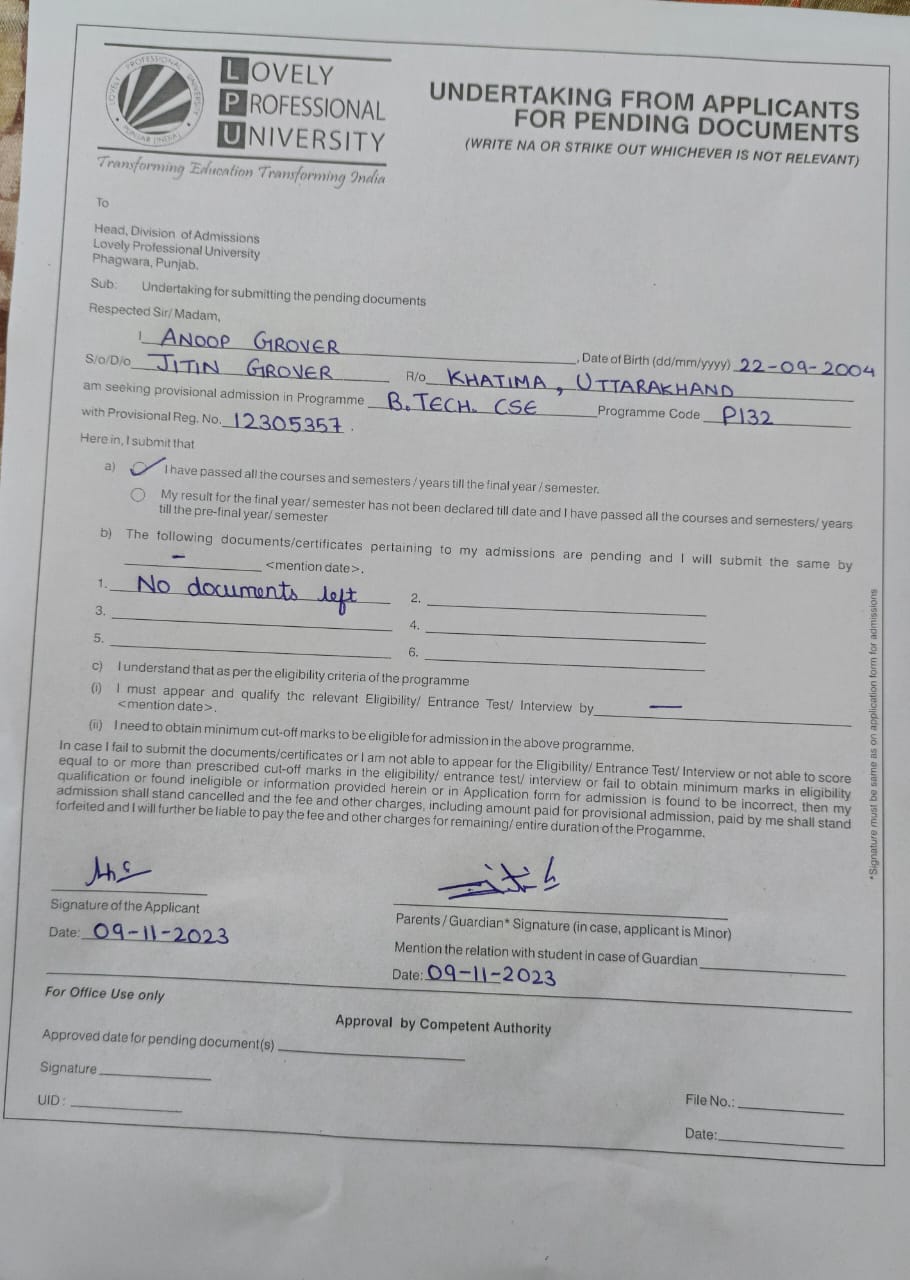 LOVELY
PROFESSIONAL
UNIVERSITY
LOVELY PROFESSIONAL UNIVERSITY
PUNJAB (INDIA)
Transforming Education Transforming India
UNDERTAKING FROM APPLICANTS
FOR PENDING DOCUMENTS
(WRITE NA OR STRIKE OUT WHICHEVER IS NOT RELEVANT)
To
Head, Division of Admissions
Lovely Professional University
Phagwara, Punjab.
Sub: Undertaking for submitting the pending documents
Respected Sir/ Madam,
I ANOOP GROVER, Date of Birth (dd/mm/yyyy) 22-09-2004
S/o/D/o JITIN GROVER R/o KHATIMA, UTTARAKHAND
am seeking provisional admission in Programme B.TECH. CSE Programme Code P132
with Provisional Reg. No. 12305357.
Here in, I submit that
a) I have passed all the courses and semesters / years till the final year / semester.
My result for the final year/ semester has not been declared till date and I have passed all the courses and semesters/ years
till the pre-final year/ semester
b) The following documents/certificates pertaining to my admissions are pending and I will submit the same by
– <mention date>.
1. No documents left 2.
3. 4.
5. 6.
c) I understand that as per the eligibility criteria of the programme
(i) I must appear and qualify the relevant Eligibility/ Entrance Test/ Interview by —
<mention date>.
(ii) I need to obtain minimum cut-off marks to be eligible for admission in the above programme.
In case I fail to submit the documents/certificates or I am not able to appear for the Eligibility/ Entrance Test/ Interview or not able to score
equal to or more than prescribed cut-off marks in the eligibility/ entrance test/ interview or fail to obtain minimum marks in eligibility
qualification or found ineligible or information provided herein or in Application form for admission is found to be incorrect, then my
admission shall stand cancelled and the fee and other charges, including amount paid for provisional admission, paid by me shall stand
forfeited and I will further be liable to pay the fee and other charges for remaining/ entire duration of the Progamme.
*Signature must be same as on application form for admissions
Signature of the Applicant
Date: 09-11-2023
Parents / Guardian* Signature (in case, applicant is Minor)
Mention the relation with student in case of Guardian
Date: 09-11-2023
For Office Use only
Approval by Competent Authority
Approved date for pending document(s)
Signature
UID :
File No.:
Date: